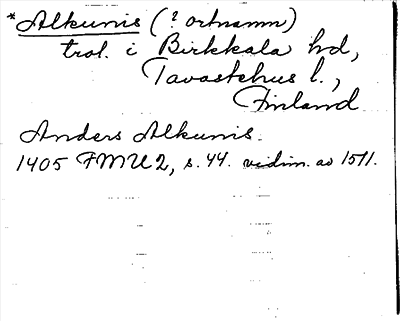 *Alkunis (? ortnamn)
trol. i Birkkala hd,
Tavastehus l.,
Finland
Anders Alkunis.
1405 FMU 2, s. 44. vidim. av 1511.